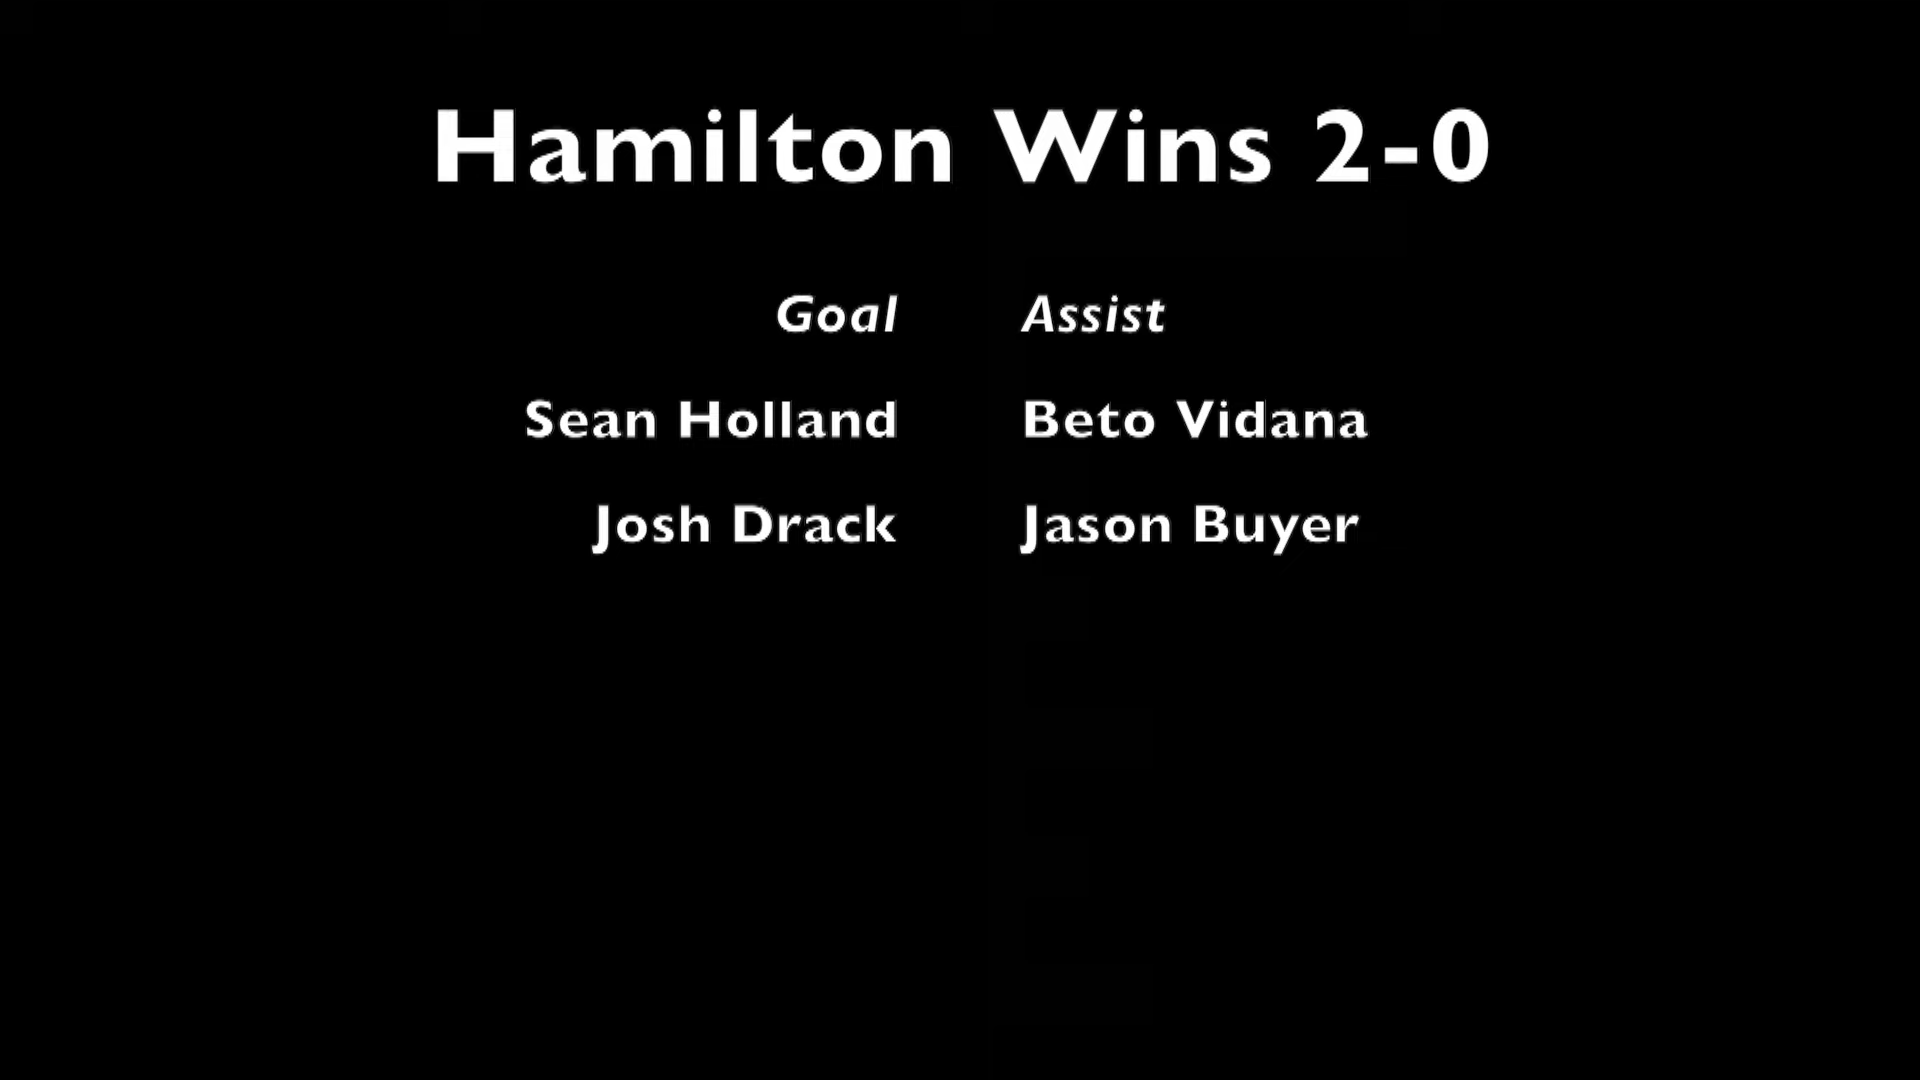 Hamilton Wins 2-0
Goal Assist
Sean Holland Beto Vidana
Josh Drack Jason Buyer